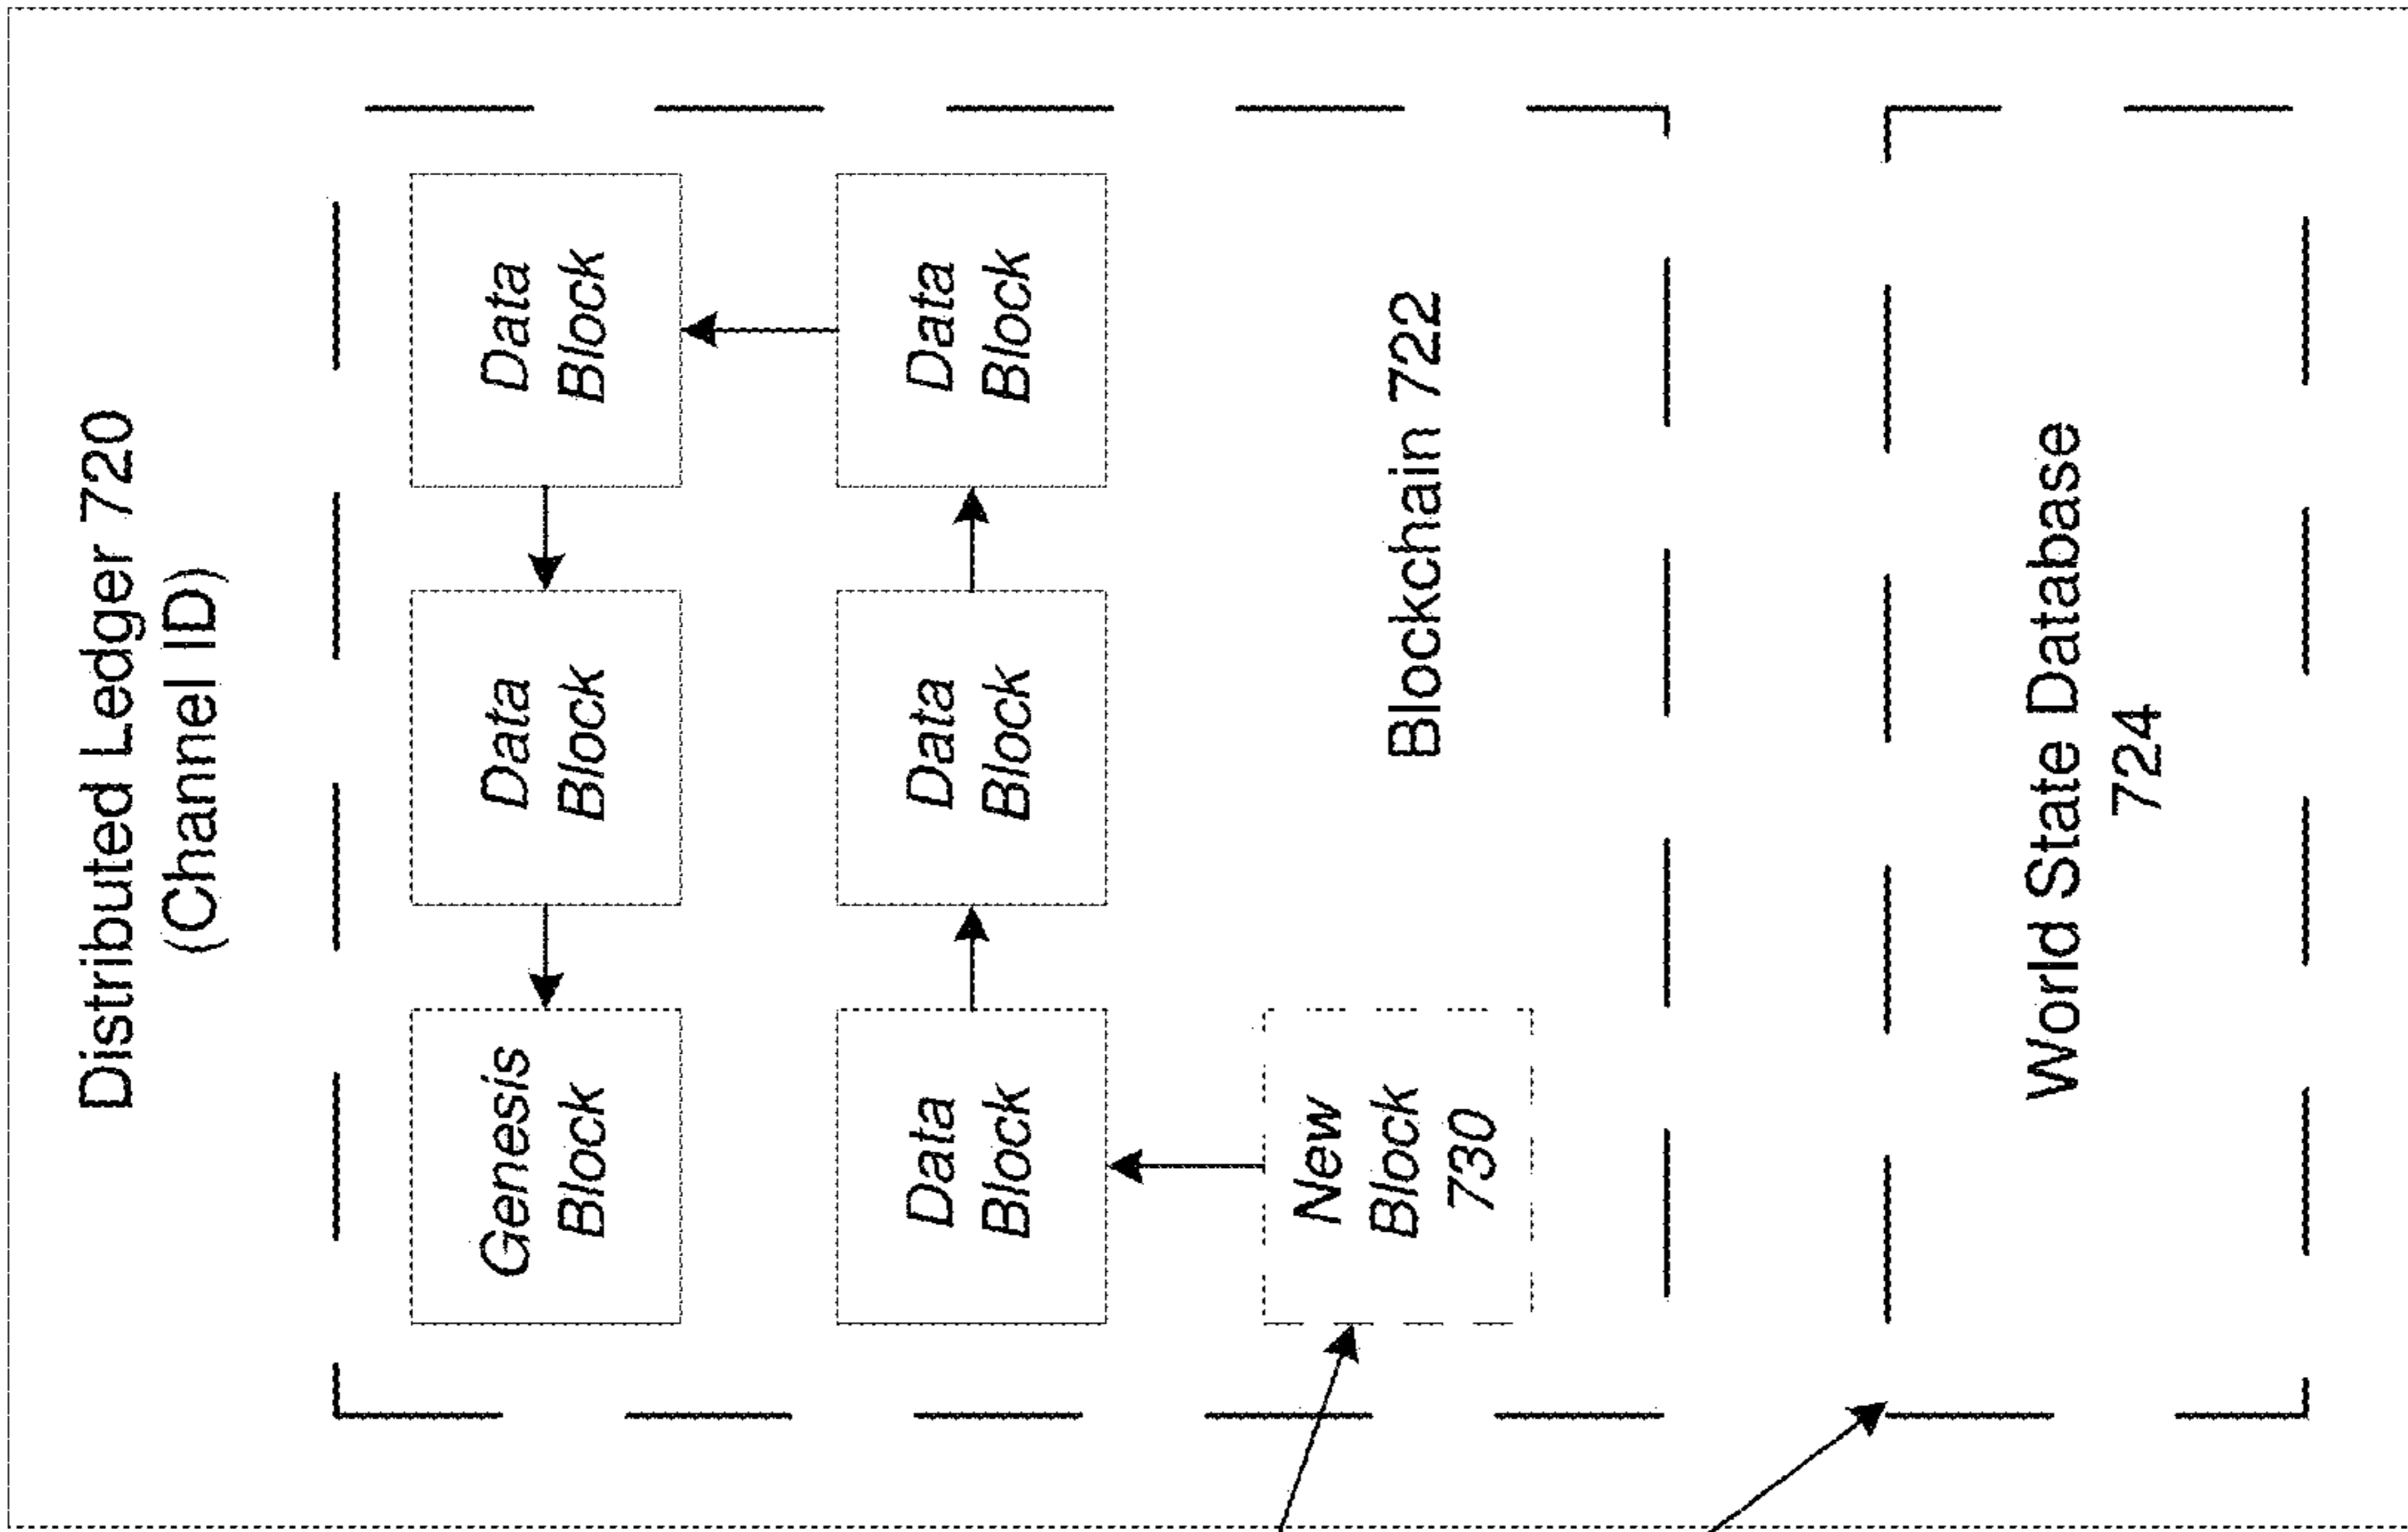 Distributed Ledger 720
(Channel ID)
Genesis
Block
Data
Block
Data
Block
Data
Block
Data
Block
Data
Block
New
Block
730
Blockchain 722
World State Database
724